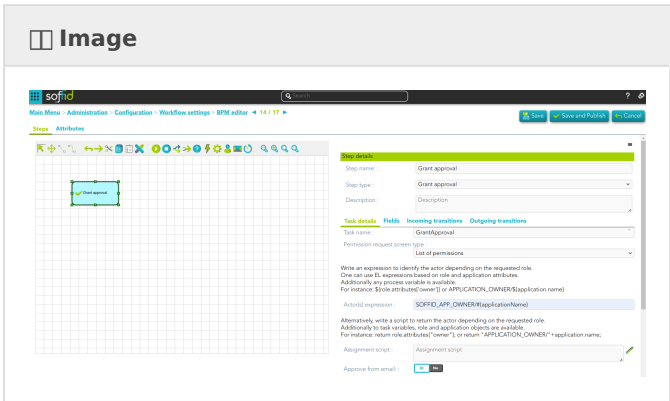 Image
soffid
Search
?
Main Menu > Administration > Configuration > Workflow settings > BPM editor ◄ 14 / 17 ►
Save
Save and Publish
Cancel
Steps Attributes
Grant approval
Step details
Step name : Grant approval
Step type : Grant approval
Description : Description
Task details Fields Incoming transitions Outgoing transitions
Task name : GrantApproval
Permission request screen type :
List of permissions
Write an expression to identify the actor depending on the requested role.
One can use EL expressions based on role and application attributes.
Additionally any process variable is available.
For instance: ${role.attributes['owner']} or APPLICATION_OWNER/${application.name}
Actor(s) expression : SOFFID_APP_OWNER/#{applicationName}
Alternatively, write a script to return the actor depending on the requested role.
Additionally to task variables, role and application objects are available.
For instance: return role.attributes["owner"]; or return "APPLICATION_OWNER/"+application.name;
Assignment script : Assignment script
Approve from email : No